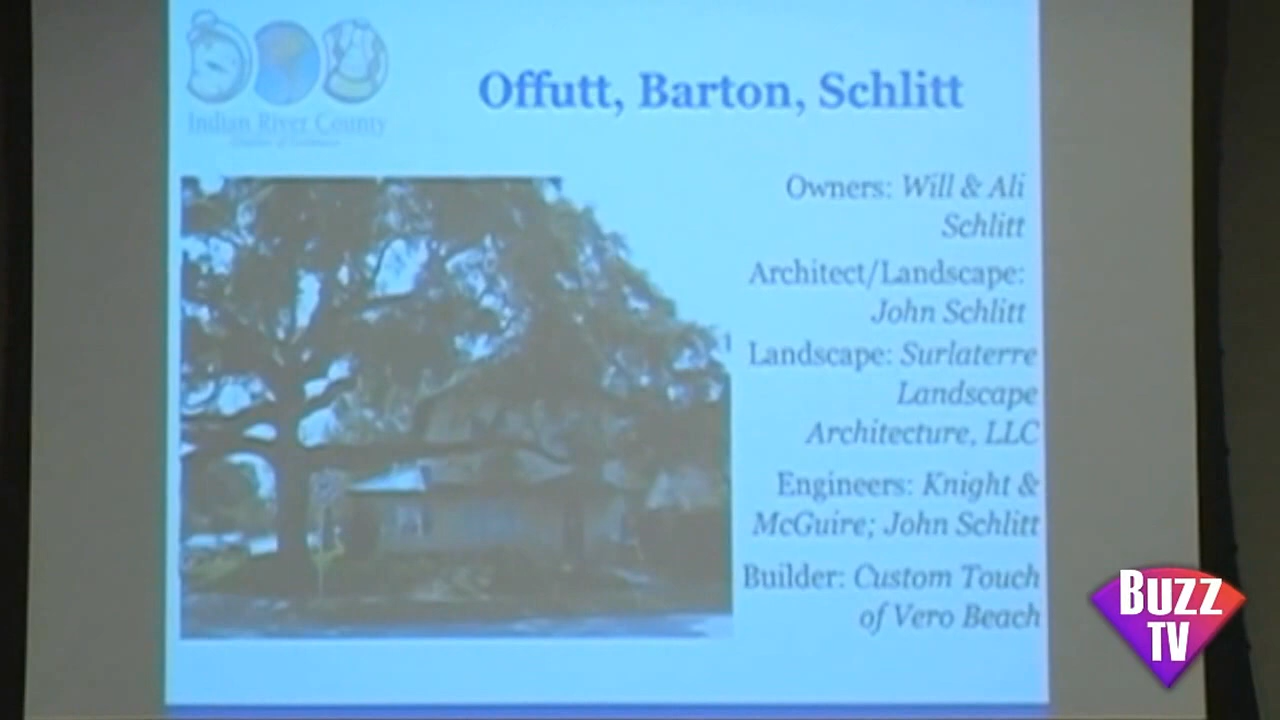 Indian River County
Offutt, Barton, Schlitt
Owners: Will & Ali
Schlitt
Architect/Landscape:
John Schlitt
Landscape: Surlaterre
Landscape
Architecture, LLC
Engineers: Knight &
McGuire; John Schlitt
Builder: Custom Touch
of Vero Beach
BUZZ
TV